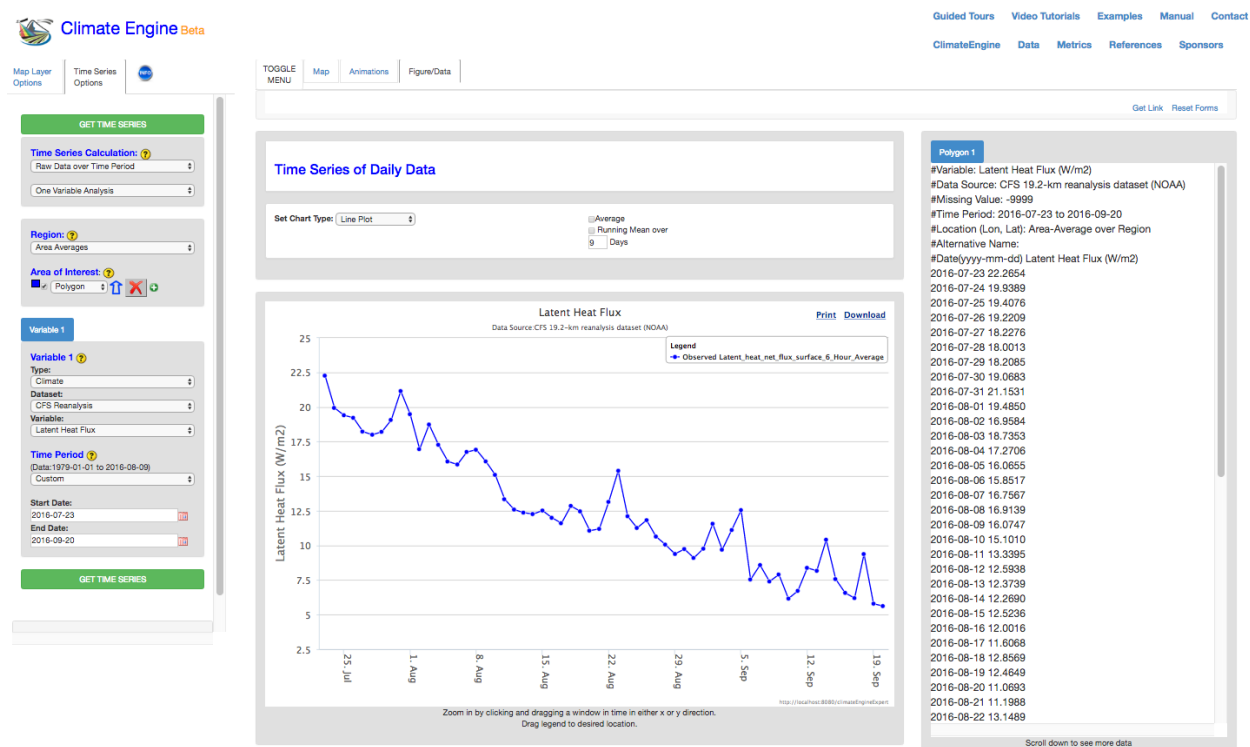 Climate Engine Beta
Guided Tours Video Tutorials Examples Manual Contact
ClimateEngine Data Metrics References Sponsors
Map Layer Options
Time Series Options
INFO
GET TIME SERIES
Time Series Calculation: ?
Raw Data over Time Period
One Variable Analysis
Region: ?
Area Averages
Area of Interest: ?
Polygon
Variable 1
Variable 1 ?
Type:
Climate
Dataset:
CFS Reanalysis
Variable:
Latent Heat Flux
Time Period ?
(Data:1979-01-01 to 2016-08-09)
Custom
Start Date:
2016-07-23
End Date:
2016-09-20
GET TIME SERIES
TOGGLE MENU
Map
Animations
Figure/Data
Get Link Reset Forms
Time Series of Daily Data
Set Chart Type: Line Plot
Average
Running Mean over
9 Days
Latent Heat Flux
Data Source:CFS 19.2-km reanalysis dataset (NOAA)
Print Download
Legend
Observed Latent_heat_net_flux_surface_6_Hour_Average
Latent Heat Flux (W/m2)
25
22.5
20
17.5
15
12.5
10
7.5
5
2.5
25. Jul
1. Aug
8. Aug
15. Aug
22. Aug
29. Aug
5. Sep
12. Sep
19. Sep
http://localhost:8080/climateEngineExpert
Zoom in by clicking and dragging a window in time in either x or y direction.
Drag legend to desired location.
Polygon 1
#Variable: Latent Heat Flux (W/m2)
#Data Source: CFS 19.2-km reanalysis dataset (NOAA)
#Missing Value: -9999
#Time Period: 2016-07-23 to 2016-09-20
#Location (Lon, Lat): Area-Average over Region
#Alternative Name:
#Date(yyyy-mm-dd) Latent Heat Flux (W/m2)
2016-07-23 22.2654
2016-07-24 19.9389
2016-07-25 19.4076
2016-07-26 19.2209
2016-07-27 18.2276
2016-07-28 18.0013
2016-07-29 18.2085
2016-07-30 19.0683
2016-07-31 21.1531
2016-08-01 19.4850
2016-08-02 16.9584
2016-08-03 18.7353
2016-08-04 17.2706
2016-08-05 16.0655
2016-08-06 15.8517
2016-08-07 16.7567
2016-08-08 16.9139
2016-08-09 16.0747
2016-08-10 15.1010
2016-08-11 13.3395
2016-08-12 12.5938
2016-08-13 12.3739
2016-08-14 12.2690
2016-08-15 12.5236
2016-08-16 12.0016
2016-08-17 11.6068
2016-08-18 12.8569
2016-08-19 12.4649
2016-08-20 11.0693
2016-08-21 11.1988
2016-08-22 13.1489
Scroll down to see more data